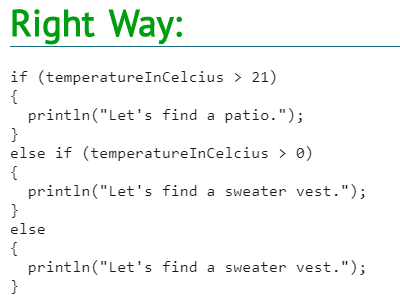 Right Way:
if (temperatureInCelcius > 21)
{
  println("Let's find a patio.");
}
else if (temperatureInCelcius > 0)
{
  println("Let's find a sweater vest.");
}
else
{
  println("Let's find a sweater vest.");
}